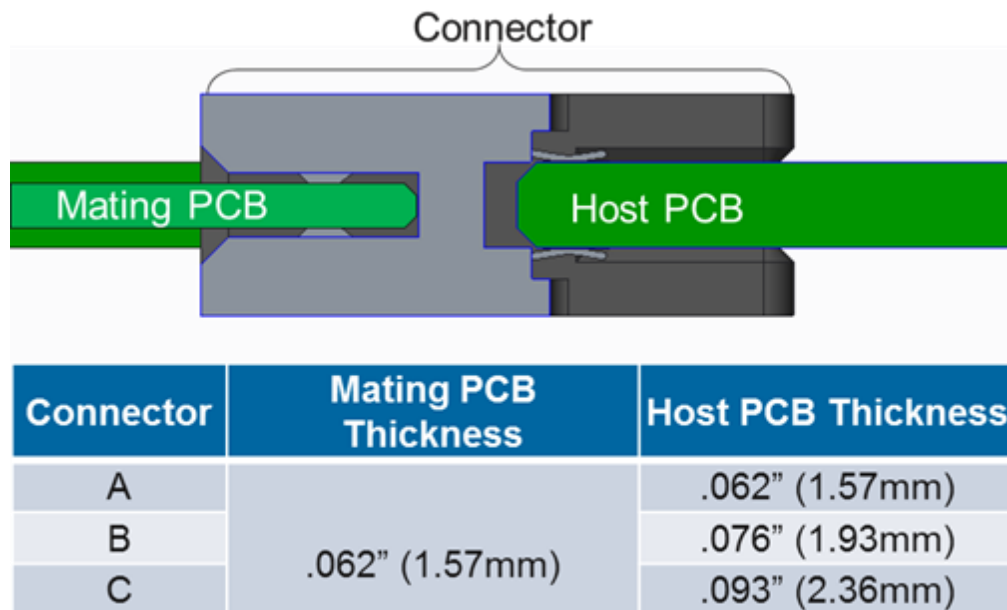 Connector
Mating PCB
Host PCB
Connector
Mating PCB
Thickness
Host PCB Thickness
A
.062” (1.57mm)
.062” (1.57mm)
B
.076” (1.93mm)
C
.093” (2.36mm)